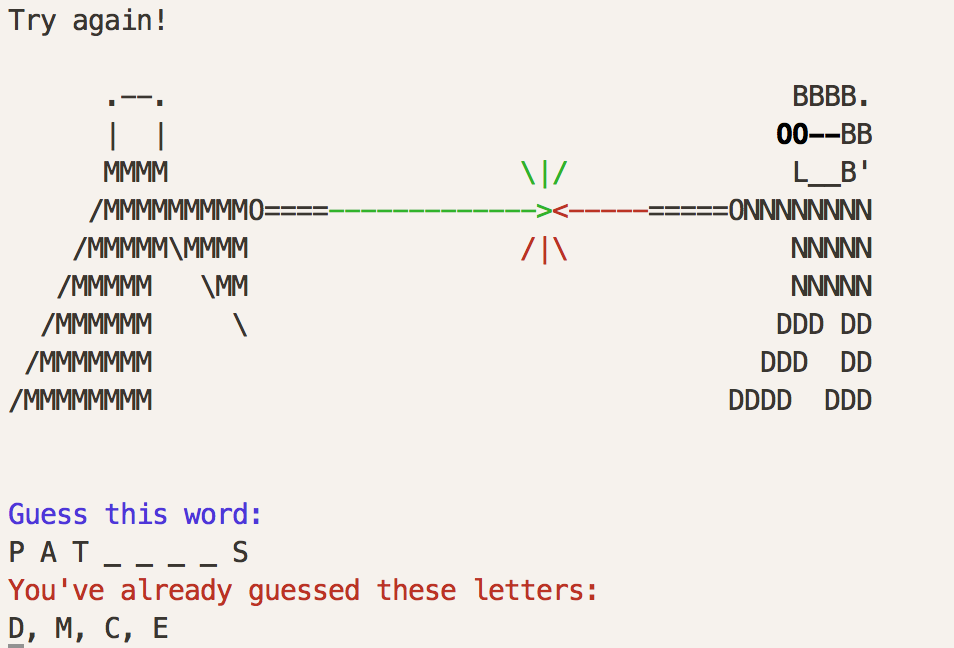 Try again!
.--.
| |
MMMM
/MMMMMMMMMO====------------->
/MMMMM\MMMM
/MMMMM \MM
/MMMMMM \
/MMMMMMM
/MMMMMMMM
\|/
/|\
BBBB.
OO--BB
L__B'
<-----=====ONNNNNNNN
NNNNN
NNNNN
DDD DD
DDD DD
DDDD DDD
Guess this word:
P A T _ _ _ _ S
You've already guessed these letters:
D, M, C, E